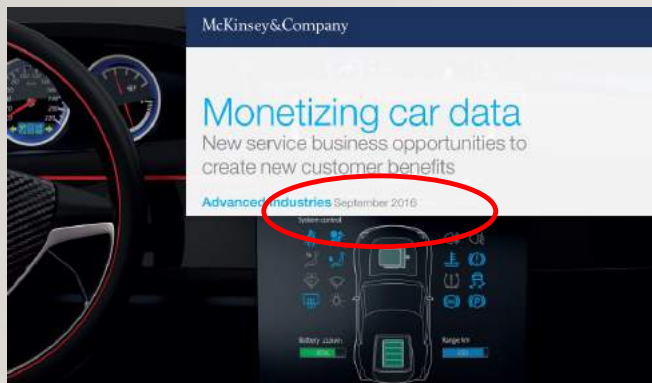 McKinsey&Company
Monetizing car data
New service business opportunities to
create new customer benefits
Advanced Industries September 2016
System control
Battery
Range km